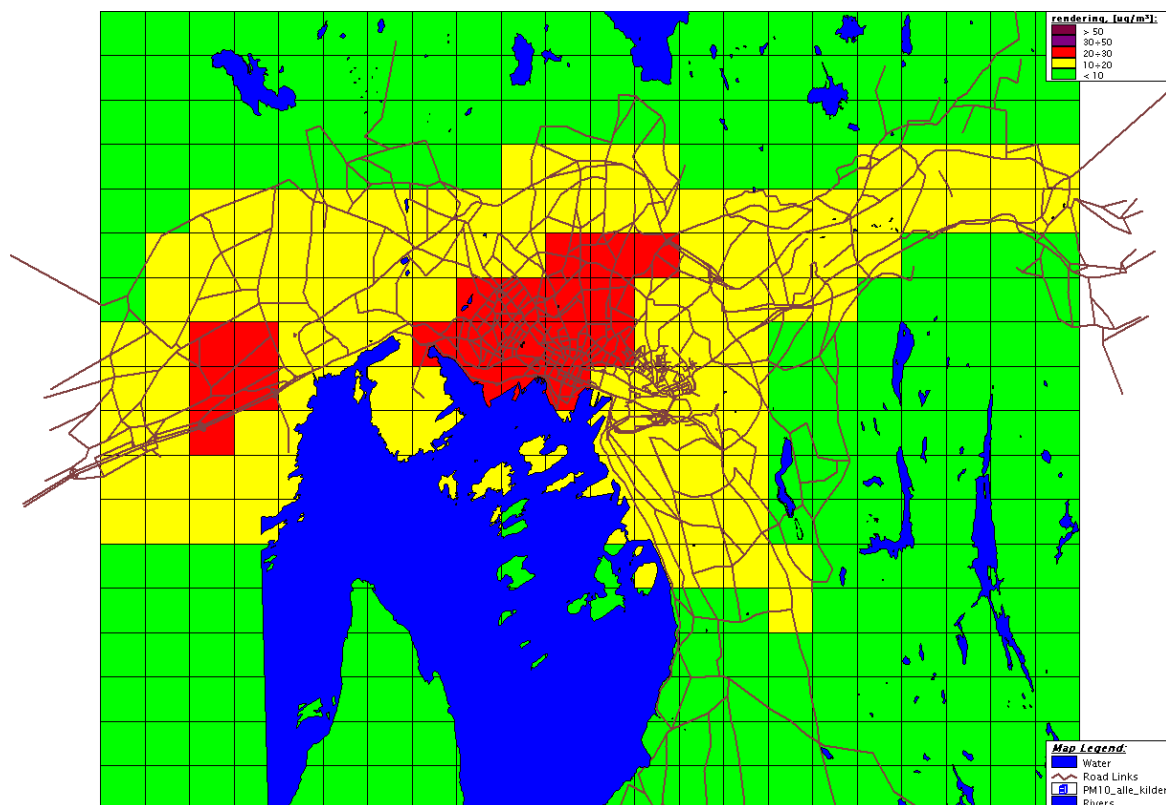 rendering, [ug/m³]:
> 50
30÷50
20÷30
10÷20
< 10
Map Legend:
Water
Road Links
PM10_alle_kilder
Rivers